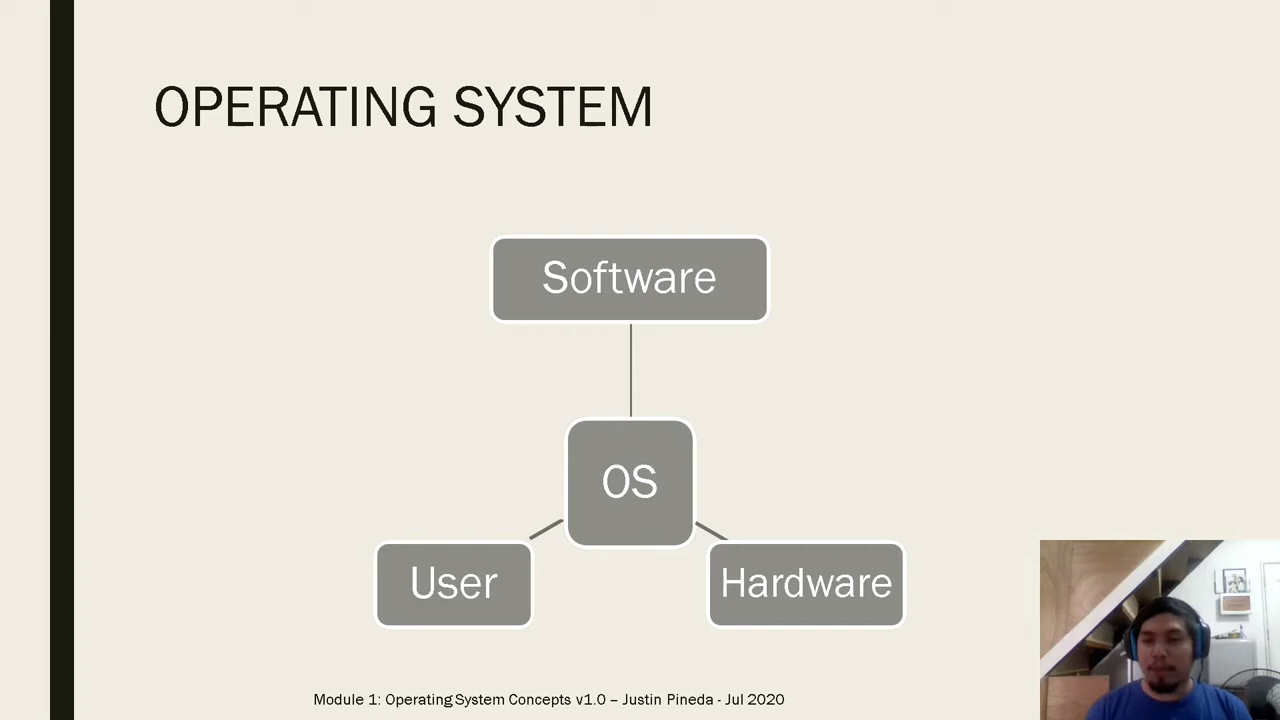 OPERATING SYSTEM
Software
OS
User
Hardware
Module 1: Operating System Concepts v1.0 – Justin Pineda - Jul 2020